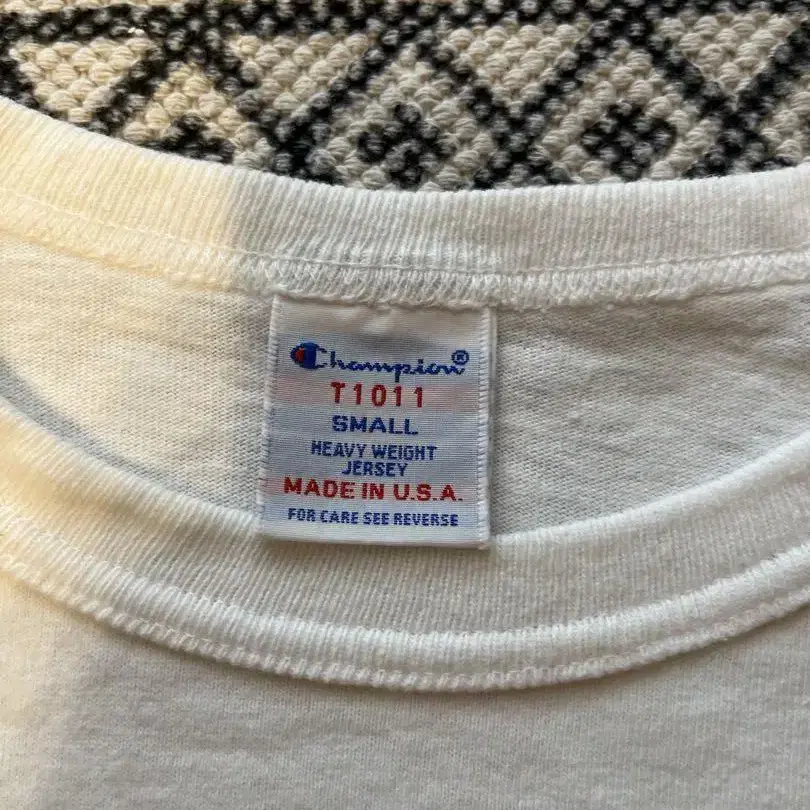 Champion®
T1011
SMALL
HEAVY WEIGHT
JERSEY
MADE IN U.S.A.
FOR CARE SEE REVERSE